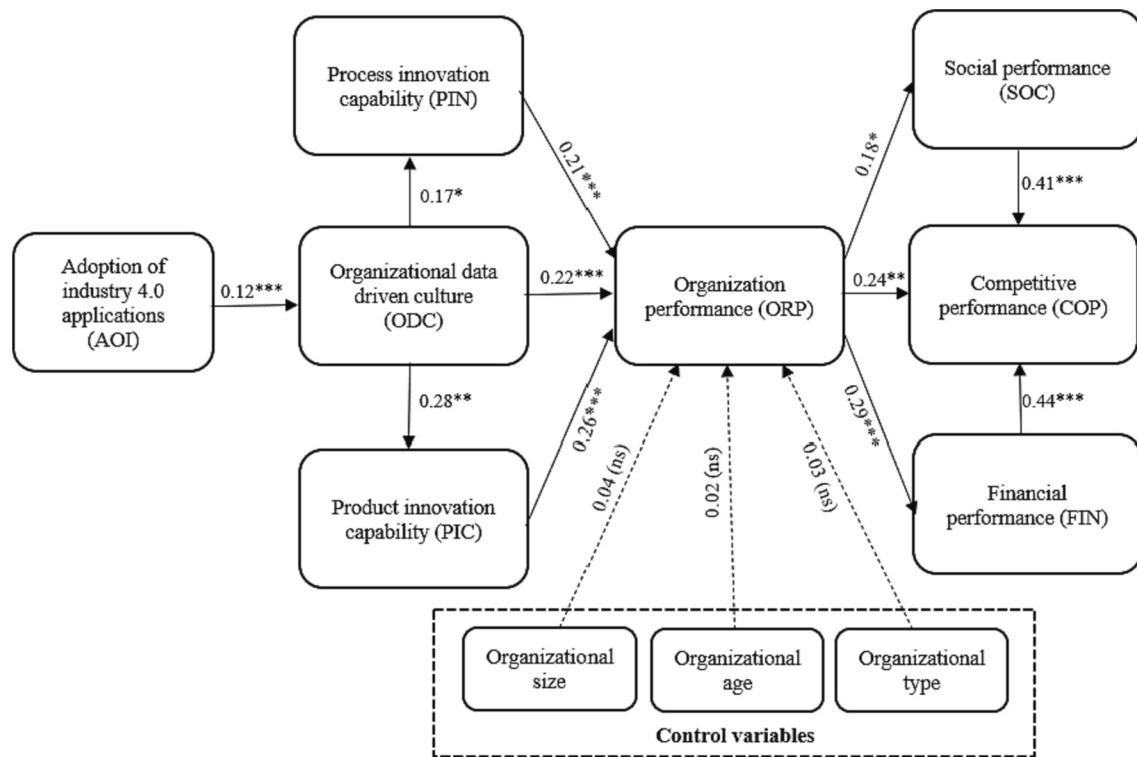 Process innovation
capability (PIN)
Social performance
(SOC)
0.21***
0.18*
0.17*
0.41***
Adoption of
industry 4.0
applications
(AOI)
0.12***
Organizational data
driven culture
(ODC)
0.22***
Organization
performance (ORP)
0.24**
Competitive
performance (COP)
0.28**
0.26***
0.29***
0.44***
0.04 (ns)
0.02 (ns)
0.03 (ns)
Product innovation
capability (PIC)
Financial
performance (FIN)
Organizational
size
Organizational
age
Organizational
type
Control variables